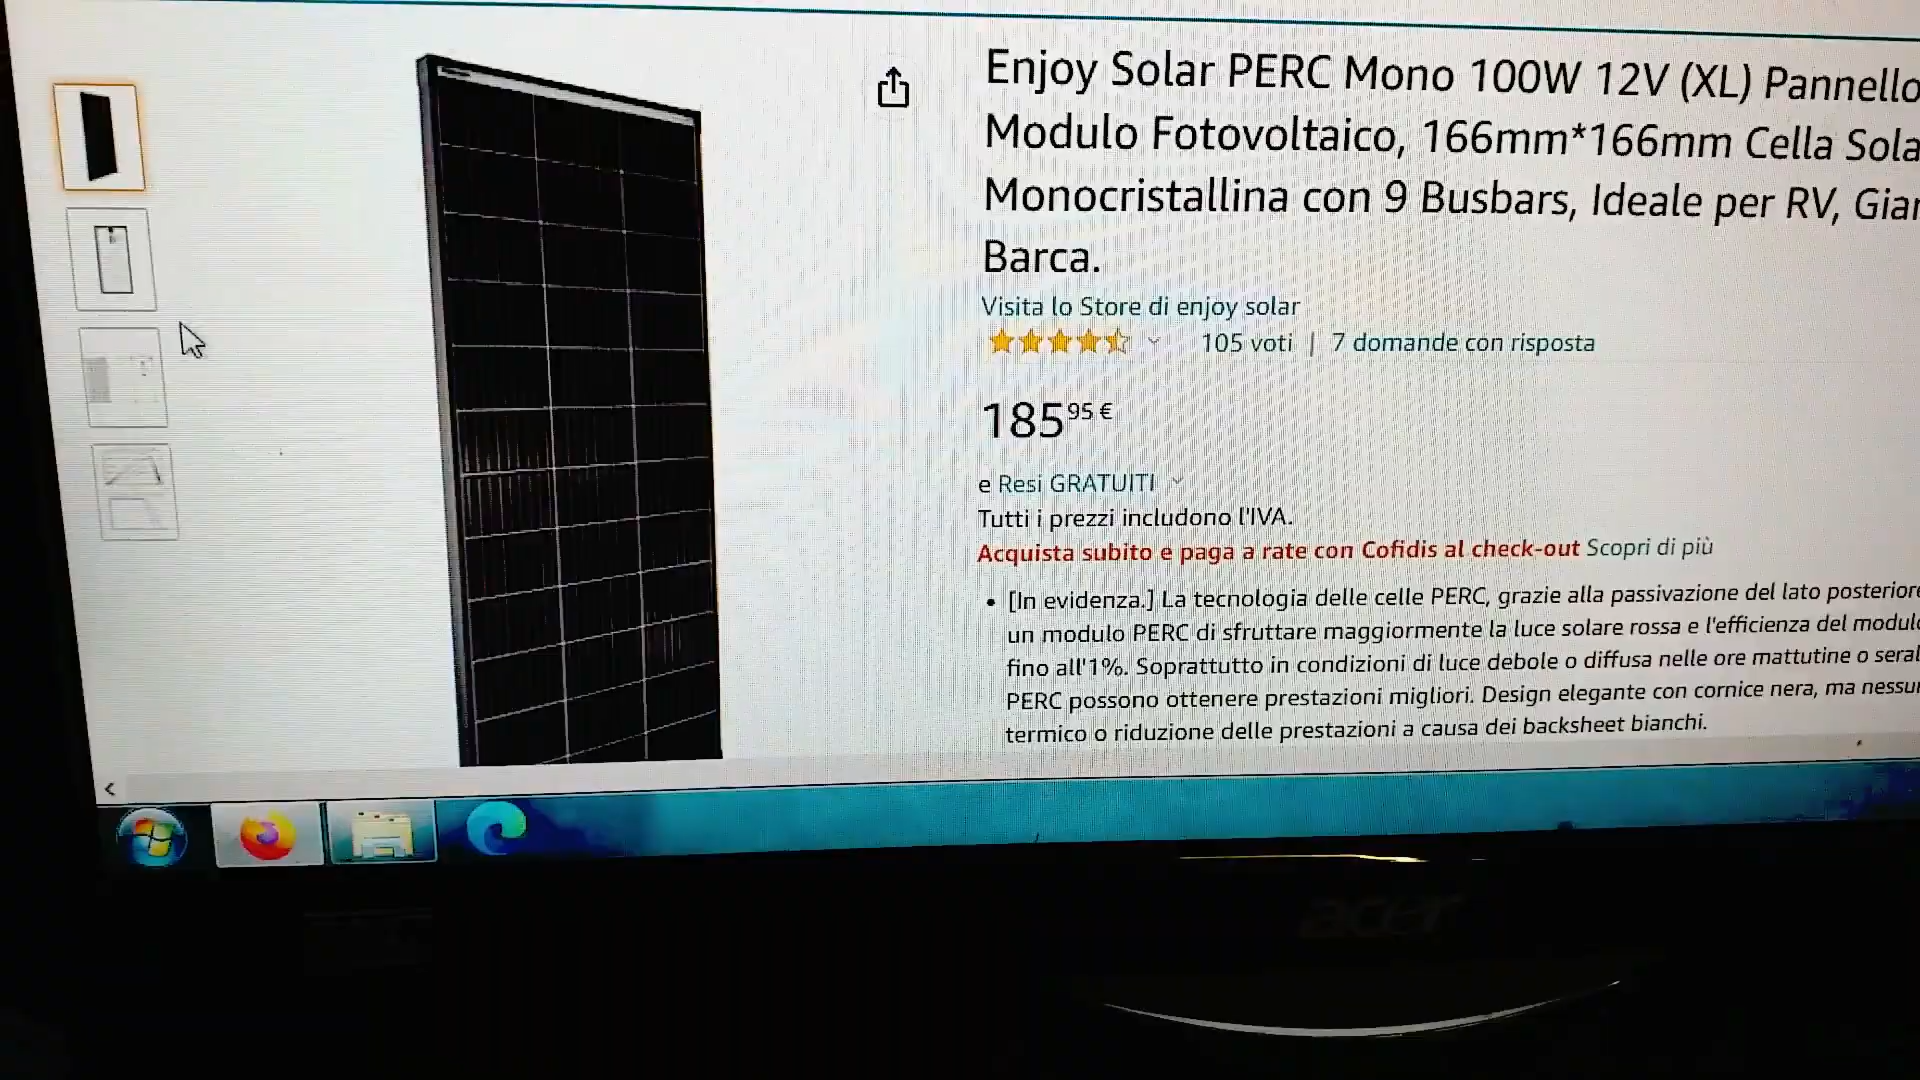 Enjoy Solar PERC Mono 100W 12V (XL) Pannello
Modulo Fotovoltaico, 166mm*166mm Cella Sola
Monocristallina con 9 Busbars, Ideale per RV, Giar
Barca.
Visita lo Store di enjoy solar
105 voti | 7 domande con risposta
185 95 €
e Resi GRATUITI
Tutti i prezzi includono l'IVA.
Acquista subito e paga a rate con Cofidis al check-out Scopri di più
• [In evidenza.] La tecnologia delle celle PERC, grazie alla passivazione del lato posteriore
un modulo PERC di sfruttare maggiormente la luce solare rossa e l'efficienza del modulo
fino all'1%. Soprattutto in condizioni di luce debole o diffusa nelle ore mattutine o seral
PERC possono ottenere prestazioni migliori. Design elegante con cornice nera, ma nessun
termico o riduzione delle prestazioni a causa dei backsheet bianchi.
acer